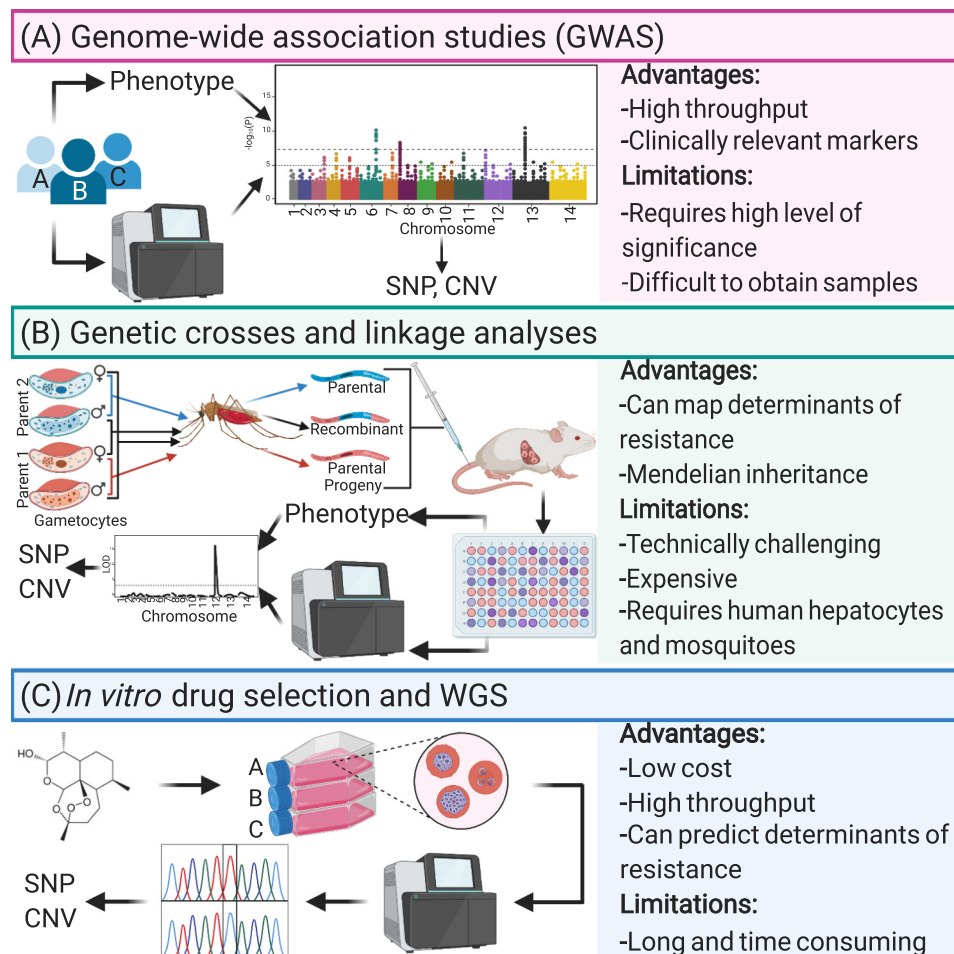 (A) Genome-wide association studies (GWAS)
Phenotype
A
B
C
-log₁₀(P)
15
10
5
0
1 2 3 4 5 6 7 8 9 10 11 12 13 14
Chromosome
SNP, CNV
Advantages:
-High throughput
-Clinically relevant markers
Limitations:
-Requires high level of
significance
-Difficult to obtain samples
(B) Genetic crosses and linkage analyses
Parent 2
Parent 1
♀
♂
♀
♂
Gametocytes
Parental
Recombinant
Parental
Progeny
Phenotype
SNP
CNV
LOD
Chromosome
Advantages:
-Can map determinants of
resistance
-Mendelian inheritance
Limitations:
-Technically challenging
-Expensive
-Requires human hepatocytes
and mosquitoes
(C) In vitro drug selection and WGS
HO
H
H
O
O
O
O
A
B
C
SNP
CNV
Advantages:
-Low cost
-High throughput
-Can predict determinants of
resistance
Limitations:
-Long and time consuming